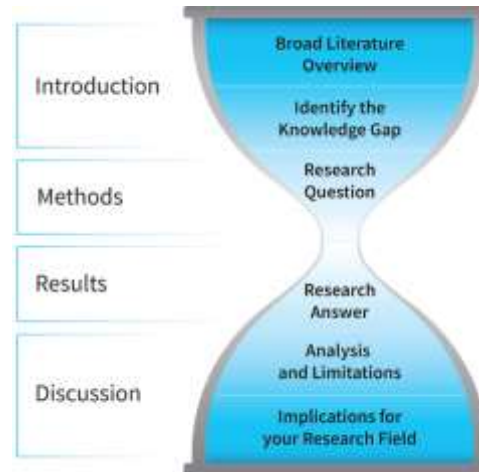 Introduction
Methods
Results
Discussion
Broad Literature
Overview
Identify the
Knowledge Gap
Research
Question
Research
Answer
Analysis
and Limitations
Implications for
your Research Field